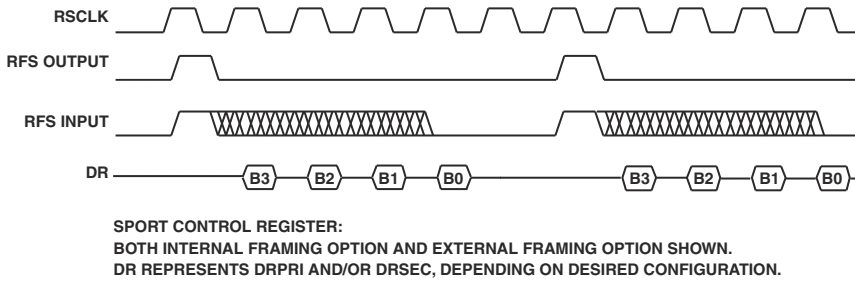 RSCLK
RFS OUTPUT
RFS INPUT
DR B3 B2 B1 B0 B3 B2 B1 B0
SPORT CONTROL REGISTER:
BOTH INTERNAL FRAMING OPTION AND EXTERNAL FRAMING OPTION SHOWN.
DR REPRESENTS DRPRI AND/OR DRSEC, DEPENDING ON DESIRED CONFIGURATION.